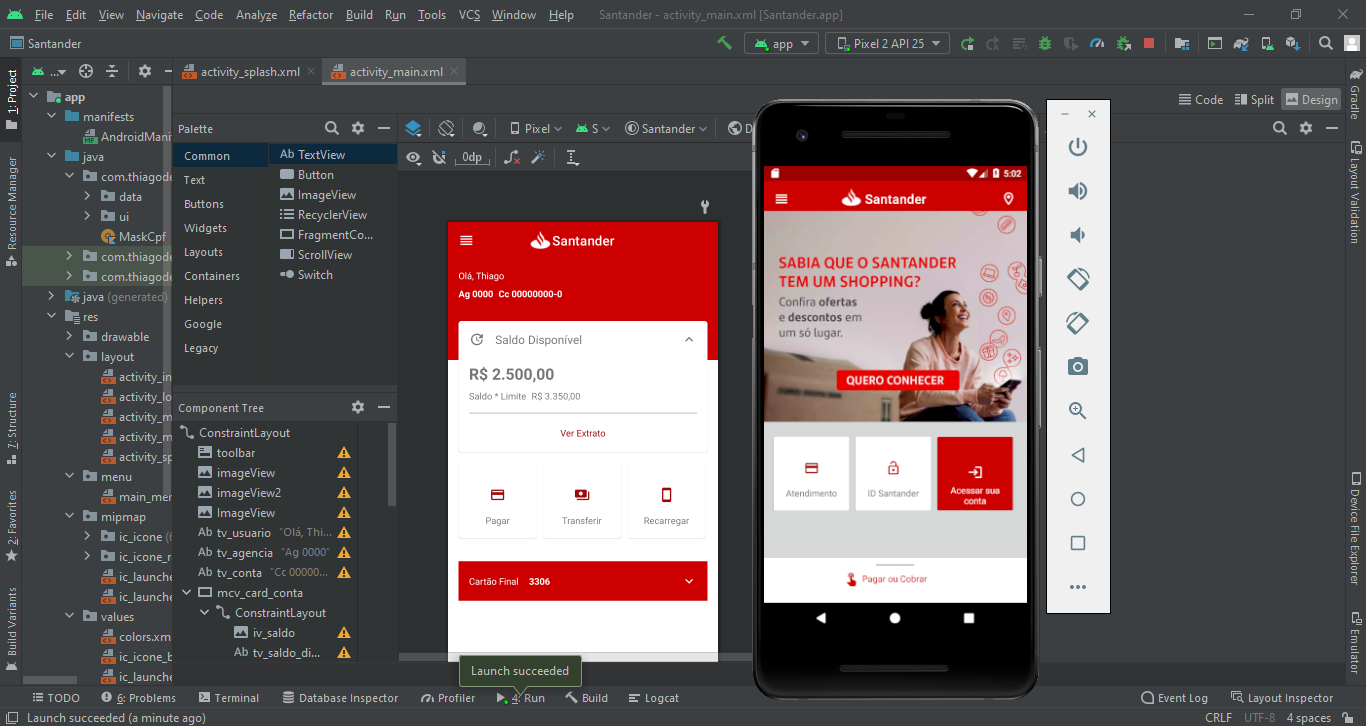 File Edit View Navigate Code Analyze Refactor Build Run Tools VCS Window Help Santander - activity_main.xml [Santander.app]
Santander
app
Pixel 2 API 25
1: Project
Resource Manager
7: Structure
2: Favorites
Build Variants
...
activity_splash.xml
activity_main.xml
Code Split Design
app
manifests
AndroidMani
java
com.thiagode
data
ui
MaskCpf
com.thiagode
com.thiagode
java (generated)
res
drawable
layout
activity_in
activity_lo
activity_m
activity_m
activity_sp
menu
main_mer
mipmap
ic_icone (6
ic_icone_r
ic_launche
ic_launche
values
colors.xm
ic_icone_b
ic_launche
Palette
Common
Text
Buttons
Widgets
Layouts
Containers
Helpers
Google
Legacy
Ab TextView
Button
ImageView
RecyclerView
FragmentCo...
ScrollView
Switch
Component Tree
ConstraintLayout
toolbar
imageView
imageView2
ImageView
Ab tv_usuario "Olá, Thi...
Ab tv_agencia "Ag 0000"
Ab tv_conta "Cc 00000...
mcv_card_conta
ConstraintLayout
iv_saldo
Ab tv_saldo_di...
Pixel S Santander D
0dp
Santander
Olá, Thiago
Ag 0000 Cc 00000000-0
Saldo Disponível
R$ 2.500,00
Saldo * Limite R$ 3.350,00
Ver Extrato
Pagar Transferir Recarregar
Cartão Final 3306
Launch succeeded
5:02
Santander
SABIA QUE O SANTANDER
TEM UM SHOPPING?
Confira ofertas
e descontos em
um só lugar.
QUERO CONHECER
Atendimento
ID Santander
Acessar sua
conta
Pagar ou Cobrar
Gradle
Layout Validation
Device File Explorer
Emulator
TODO 6: Problems Terminal Database Inspector Profiler 4: Run Build Logcat Event Log Layout Inspector
Launch succeeded (a minute ago) CRLF UTF-8 4 spaces